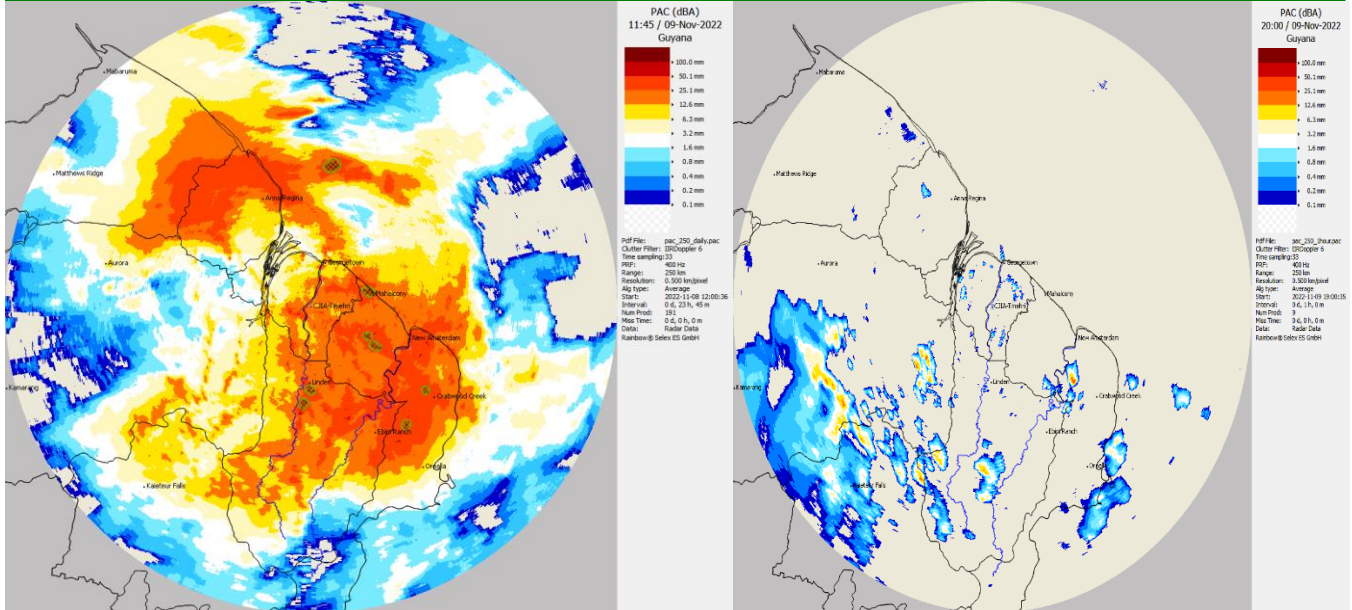 PAC (dBA)
11:45 / 09-Nov-2022
Guyana
100.0 mm
50.1 mm
25.1 mm
12.6 mm
6.3 mm
3.2 mm
1.6 mm
0.8 mm
0.4 mm
0.2 mm
0.1 mm
Pdf File: pac_250_daily.pac
Clutter Filter: IIRDoppler 6
Time sampling: 33
PRF: 400 Hz
Range: 250 km
Resolution: 0.500 km/pixel
Alg type: Average
Start: 2022-11-08 12:00:36
Interval: 0 d, 23 h, 45 m
Num Prod: 191
Miss Time: 0 d, 0 h, 0 m
Data: Radar Data
Rainbow® Selex ES GmbH
Mabaruma
Matthews Ridge
Anna Regina
Aurora
Georgetown
Mahaicony
CJIA-Timehri
New Amsterdam
Linden
Kamarang
Crabwood Creek
Ebini Ranch
Orealla
Kaieteur Falls
PAC (dBA)
20:00 / 09-Nov-2022
Guyana
100.0 mm
50.1 mm
25.1 mm
12.6 mm
6.3 mm
3.2 mm
1.6 mm
0.8 mm
0.4 mm
0.2 mm
0.1 mm
Pdf File: pac_250_1hour.pac
Clutter Filter: IIRDoppler 6
Time sampling: 33
PRF: 400 Hz
Range: 250 km
Resolution: 0.500 km/pixel
Alg type: Average
Start: 2022-11-09 19:00:35
Interval: 0 d, 1 h, 0 m
Num Prod: 9
Miss Time: 0 d, 0 h, 0 m
Data: Radar Data
Rainbow® Selex ES GmbH
Mabaruma
Matthews Ridge
Anna Regina
Aurora
Georgetown
Mahaicony
CJIA-Timehri
New Amsterdam
Linden
Kamarang
Crabwood Creek
Ebini Ranch
Orealla
Kaieteur Falls